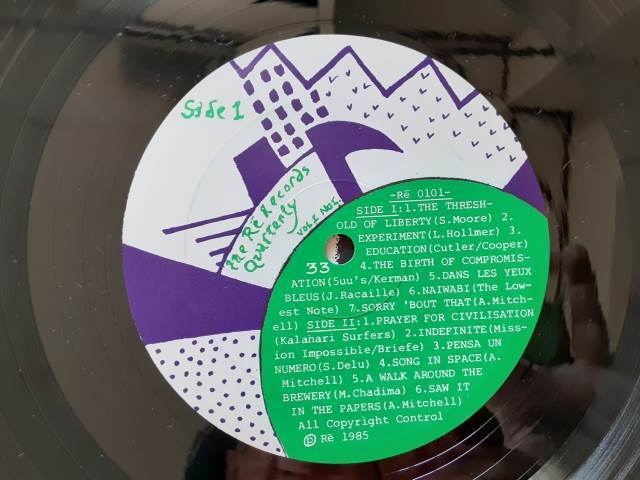 Side 1
the Rē Records
Quarterly
VOL.1 No1.
33
-Rē 0101-
SIDE I:1.THE THRESH-
OLD OF LIBERTY(S.Moore) 2.
EXPERIMENT(L.Hollmer) 3.
EDUCATION(Cutler/Cooper)
4.THE BIRTH OF COMPROMIS-
ATION(5uu's/Kerman) 5.DANS LES YEUX
BLEUS(J.Racaille) 6.NAIWABI(The Low-
est Note) 7.SORRY 'BOUT THAT(A.Mitch-
ell) SIDE II:1.PRAYER FOR CIVILISATION
(Kalahari Surfers) 2.INDEFINITE(Miss-
ion Impossible/Briefe) 3.PENSA UN
NUMERO(S.Delu) 4.SONG IN SPACE(A.
Mitchell) 5.A WALK AROUND THE
BREWERY(M.Chadima) 6.SAW IT
IN THE PAPERS(A.Mitchell)
All Copyright Control
Ⓟ Rē 1985